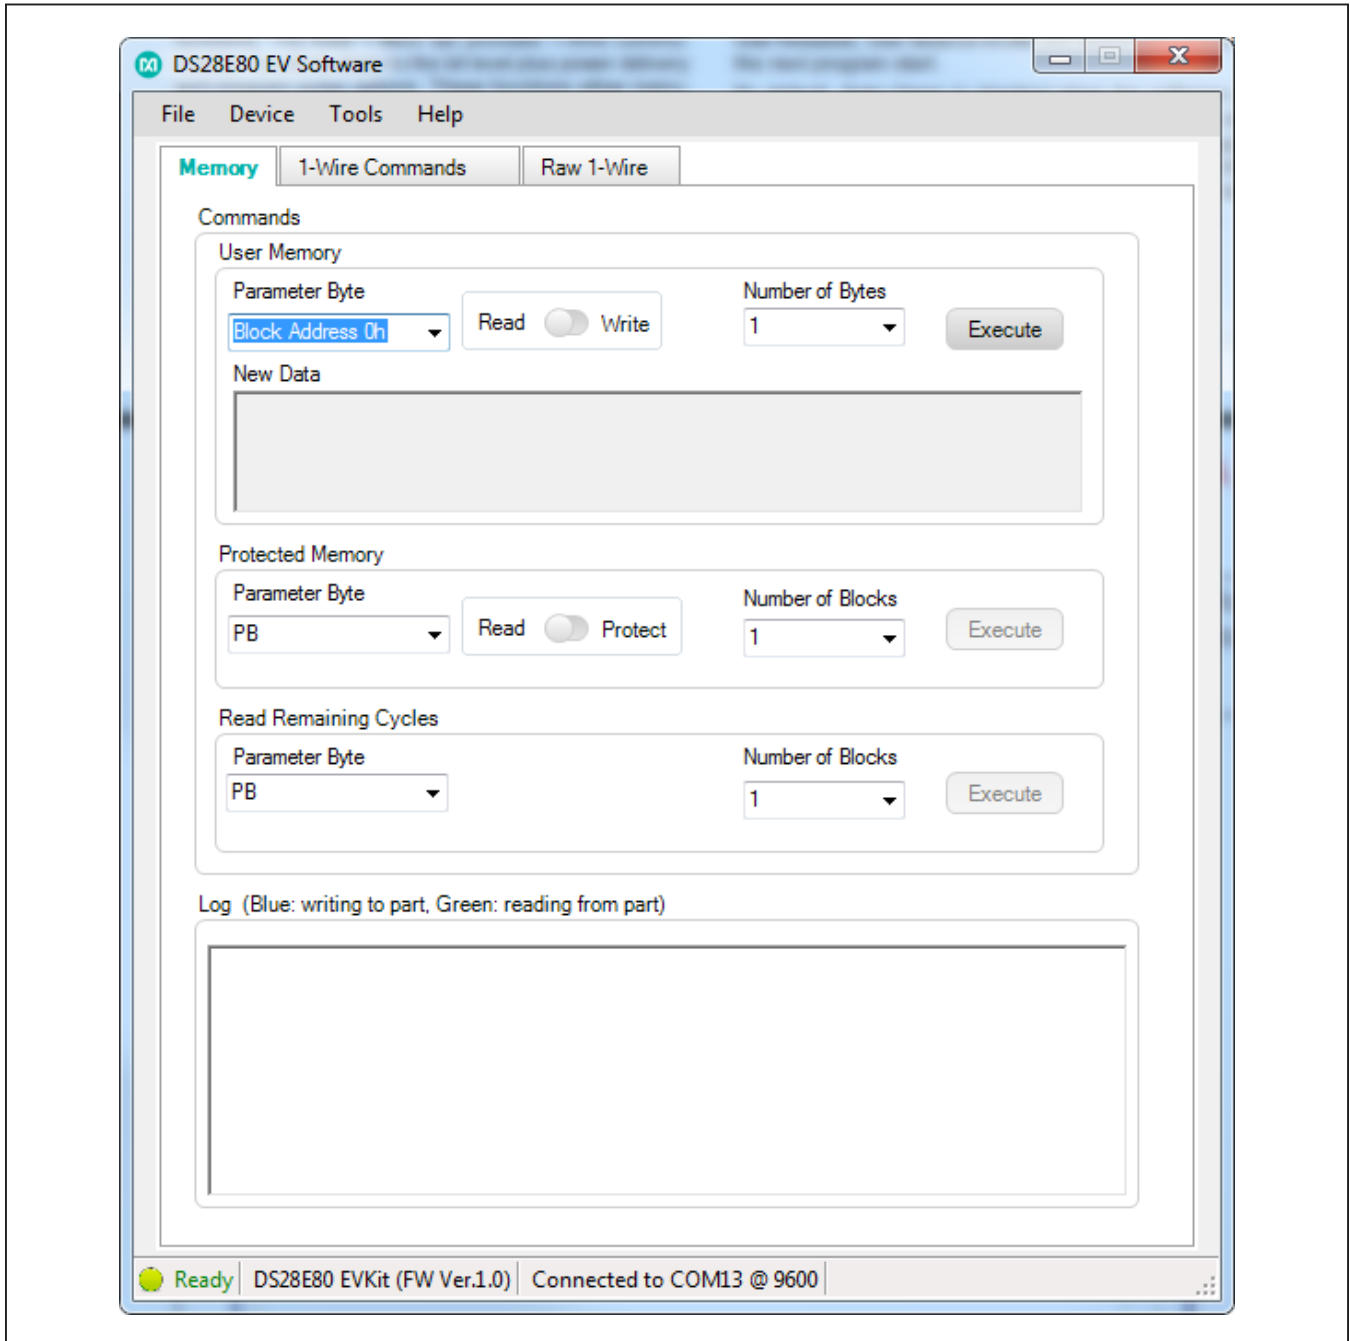 DS28E80 EV Software
File Device Tools Help
Memory 1-Wire Commands Raw 1-Wire
Commands
User Memory
Parameter Byte Number of Bytes
Block Address 0h Read Write 1 Execute
New Data
Protected Memory
Parameter Byte Number of Blocks
PB Read Protect 1 Execute
Read Remaining Cycles
Parameter Byte Number of Blocks
PB 1 Execute
Log (Blue: writing to part, Green: reading from part)
Ready DS28E80 EVKit (FW Ver.1.0) Connected to COM13 @ 9600